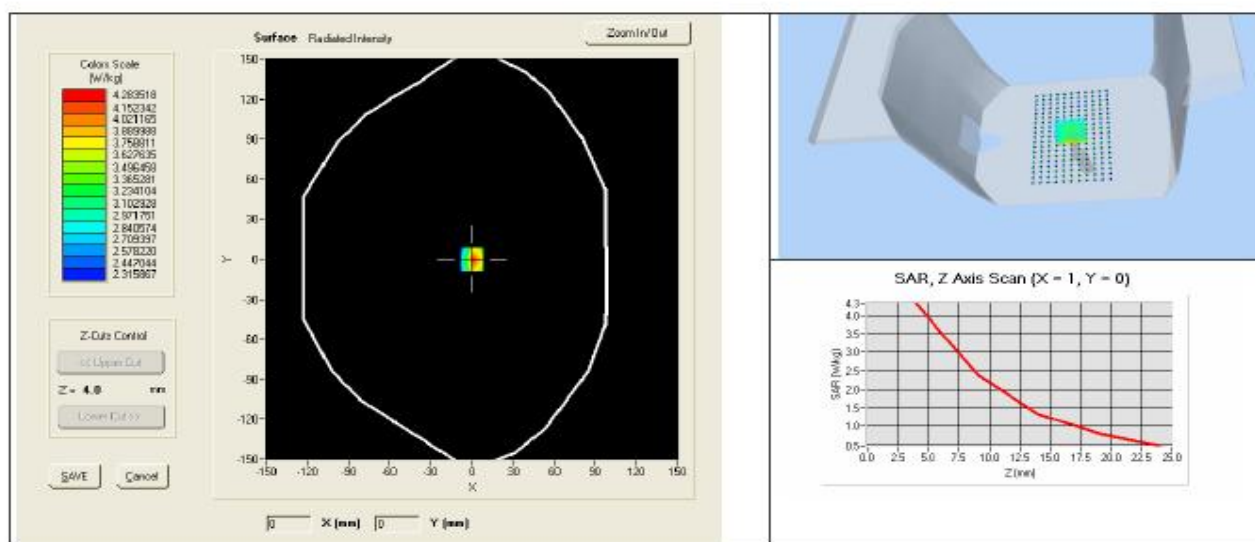 Surface Radiated Intensity
Zoom In/Out
Colors Scale
(W/kg)
4.283518
4.152342
4.021165
3.889988
3.758811
3.627635
3.496458
3.365281
3.234104
3.102928
2.971751
2.840574
2.709397
2.578220
2.447044
2.315867
150
120
90
60
30
0
-30
-60
-90
-120
-150
Y
-150 -120 -90 -60 -30 0 30 60 90 120 150
X
Z-Cuts Control
<< Upper Cut
Z = 4.0 mm
Lower Cut >>
SAVE Cancel
0 X (mm) 0 Y (mm)
SAR, Z Axis Scan (X = 1, Y = 0)
SAR (W/kg)
4.3
4.0
3.5
3.0
2.5
2.0
1.5
1.0
0.5
0.0 2.5 5.0 7.5 10.0 12.5 15.0 17.5 20.0 22.5 25.0
Z (mm)